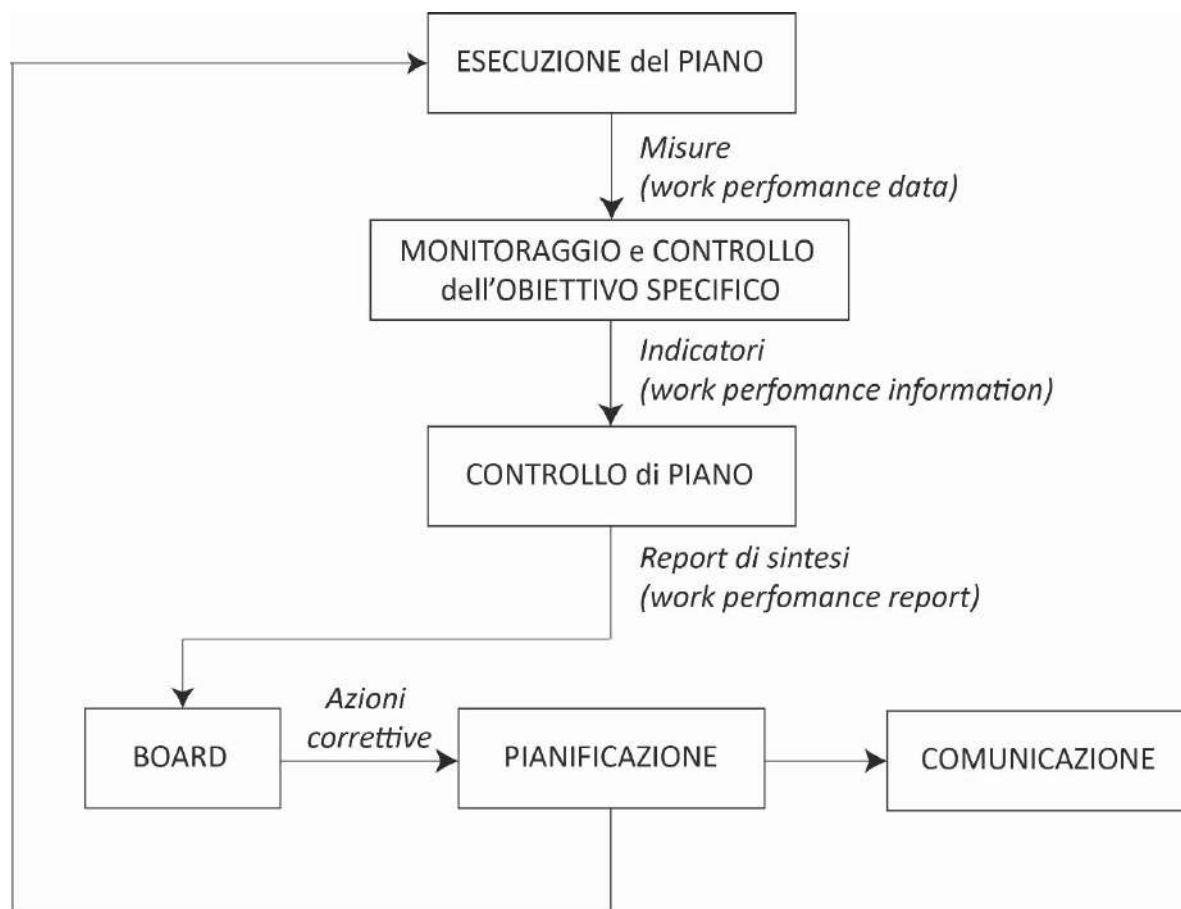 ESECUZIONE del PIANO
Misure
(work perfomance data)
MONITORAGGIO e CONTROLLO
dell'OBIETTIVO SPECIFICO
Indicatori
(work perfomance information)
CONTROLLO di PIANO
Report di sintesi
(work perfomance report)
BOARD
Azioni
correttive
PIANIFICAZIONE
COMUNICAZIONE